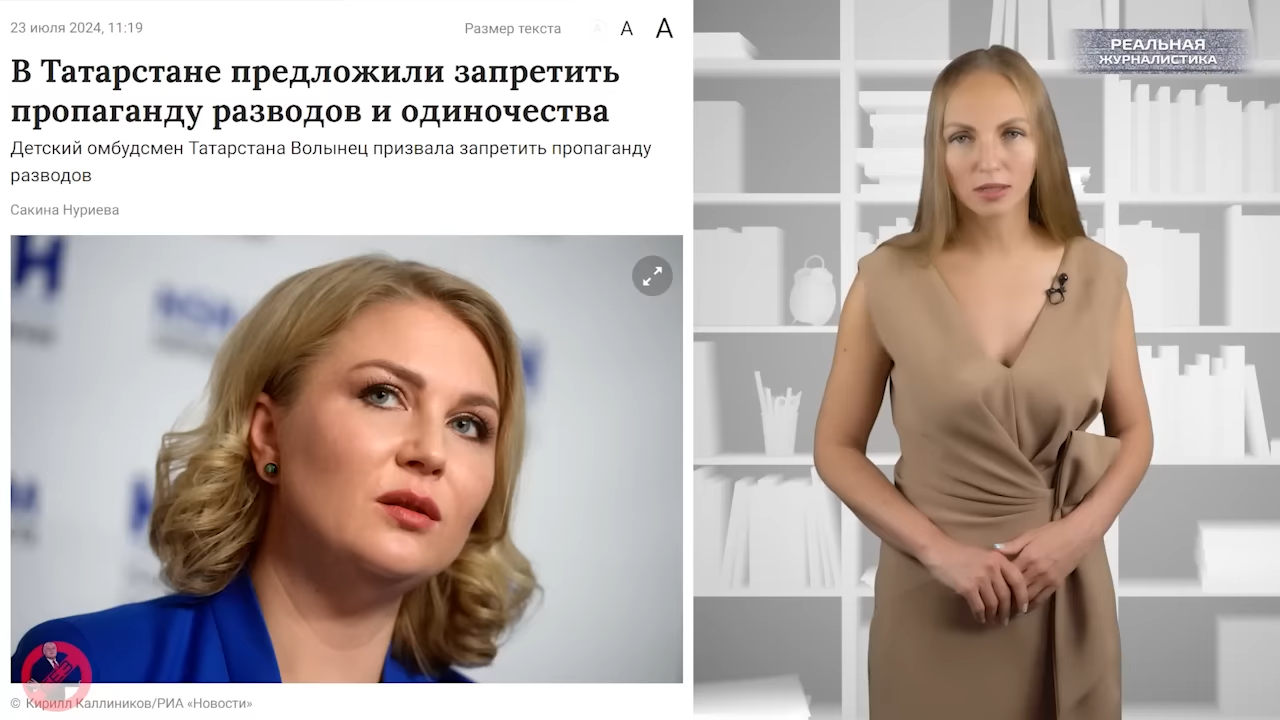 23 июля 2024, 11:19
Размер текста A A A
В Татарстане предложили запретить
пропаганду разводов и одиночества
Детский омбудсмен Татарстана Волынец призвала запретить пропаганду
разводов
Сакина Нуриева
© Кирилл Каллиников/РИА «Новости»
РЕАЛЬНАЯ
ЖУРНАЛИСТИКА